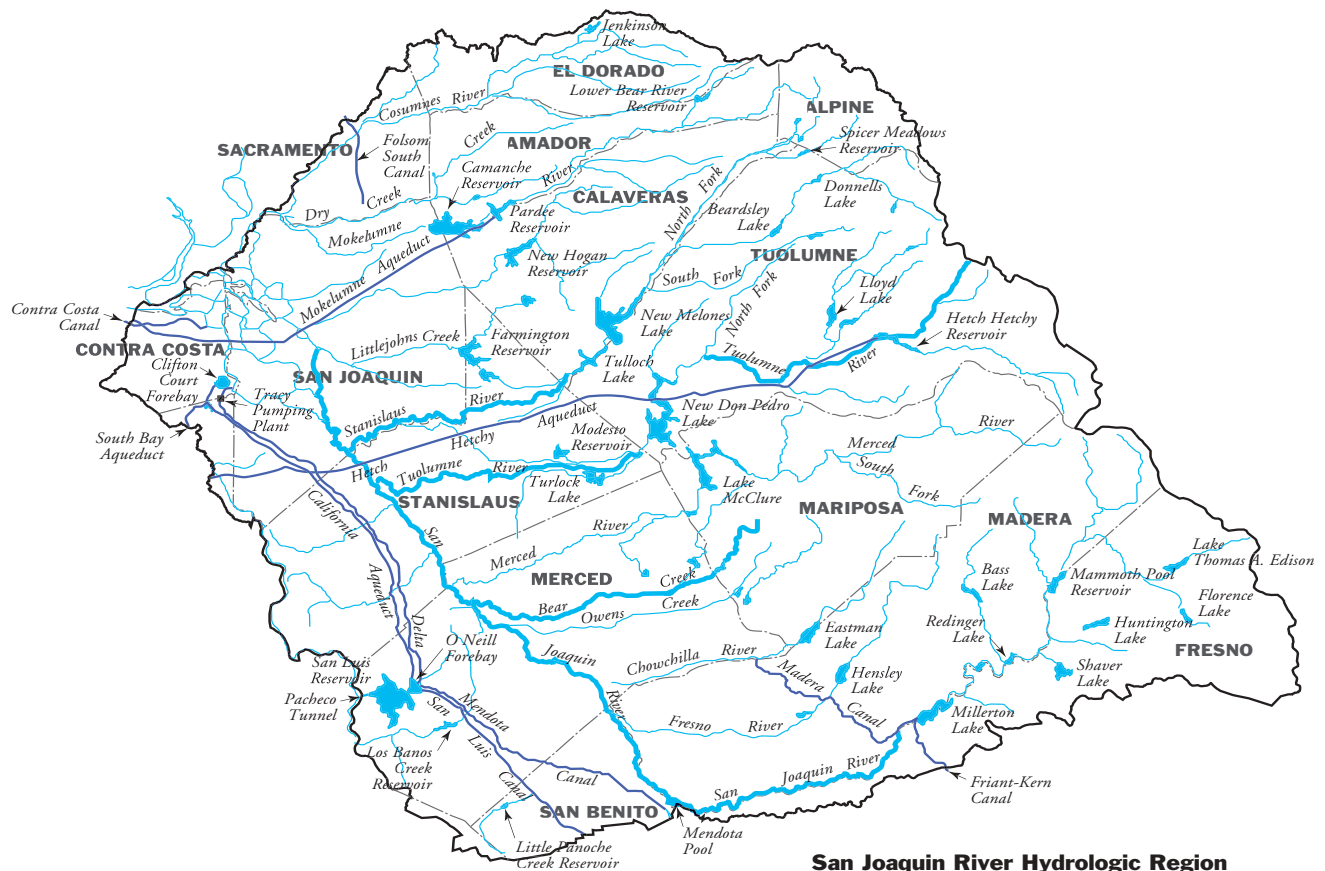 Jenkinson
Lake
EL DORADO
Lower Bear River
Reservoir
ALPINE
Cosumnes River
Spicer Meadows
Reservoir
SACRAMENTO
Folsom
South
Canal
Creek
AMADOR
Camanche
Reservoir
River
CALAVERAS
North Fork
Donnells
Lake
Beardsley
Lake
Dry Creek
Pardee
Reservoir
Mokelumne
Mokelumne Aqueduct
New Hogan
Reservoir
TUOLUMNE
South Fork
North Fork
Lloyd
Lake
Contra Costa
Canal
Hetch Hetchy
Reservoir
New Melones
Lake
Littlejohns Creek
Farmington
Reservoir
CONTRA COSTA
Clifton
Court
Forebay
SAN JOAQUIN
Tulloch
Lake
Tuolumne River
Tracy
Pumping
Plant
Stanislaus River
New Don Pedro
Lake
South Bay
Aqueduct
Hetch Hetchy Aqueduct
Modesto
Reservoir
Merced River
South Fork
Tuolumne River
Turlock
Lake
Lake
McClure
STANISLAUS
MARIPOSA
MADERA
California Aqueduct
San Joaquin River
Merced River
Lake
Thomas A. Edison
MERCED
Bear Creek
Owens Creek
Bass
Lake
Mammoth Pool
Reservoir
Florence
Lake
Redinger
Lake
Huntington
Lake
FRESNO
Delta Mendota Canal
O Neill
Forebay
Eastman
Lake
San Luis
Reservoir
Pacheco
Tunnel
Chowchilla River
Madera Canal
Hensley
Lake
Shaver
Lake
San Luis Canal
Fresno River
Millerton
Lake
Los Banos
Creek
Reservoir
San Joaquin River
Friant-Kern
Canal
SAN BENITO
Mendota
Pool
Little Panoche
Creek Reservoir
San Joaquin River Hydrologic Region